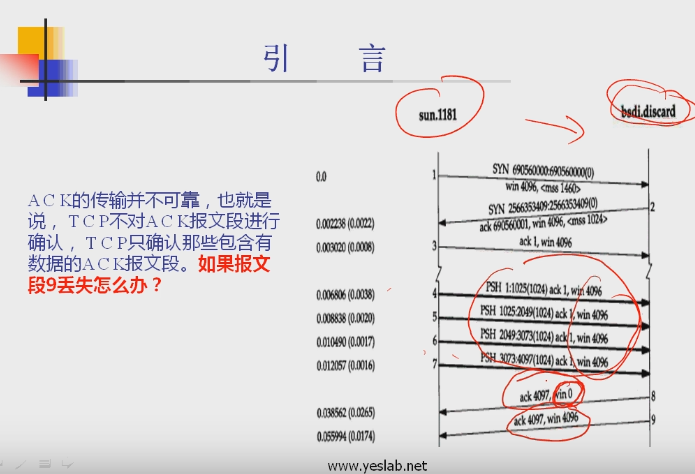 引 言
sun.1181
bsdi.discard
ACK的传输并不可靠，也就是
说，TCP不对ACK报文段进行
确认，TCP只确认那些包含有
数据的ACK报文段。如果报文
段9丢失怎么办？
0.0
1
SYN 690560000:690560000(0)
win 4096, <mss 1460>
0.002238 (0.0022)
SYN 2566353409:2566353409(0)
ack 690560001, win 4096, <mss 1024>
2
0.003020 (0.0008)
3
ack 1, win 4096
0.006806 (0.0038)
4
PSH 1:1025(1024) ack 1, win 4096
0.008838 (0.0020)
5
PSH 1025:2049(1024) ack 1, win 4096
0.010490 (0.0017)
6
PSH 2049:3073(1024) ack 1, win 4096
0.012057 (0.0016)
7
PSH 3073:4097(1024) ack 1, win 4096
0.038562 (0.0265)
ack 4097, win 0
8
0.055994 (0.0174)
ack 4097, win 4096
9
www.yeslab.net